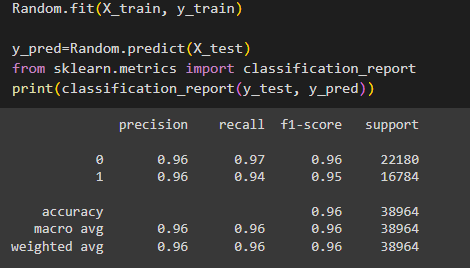 Random.fit(X_train, y_train)
y_pred=Random.predict(X_test)
from sklearn.metrics import classification_report
print(classification_report(y_test, y_pred))
precision recall f1-score support
0 0.96 0.97 0.96 22180
1 0.96 0.94 0.95 16784
accuracy 0.96 38964
macro avg 0.96 0.96 0.96 38964
weighted avg 0.96 0.96 0.96 38964